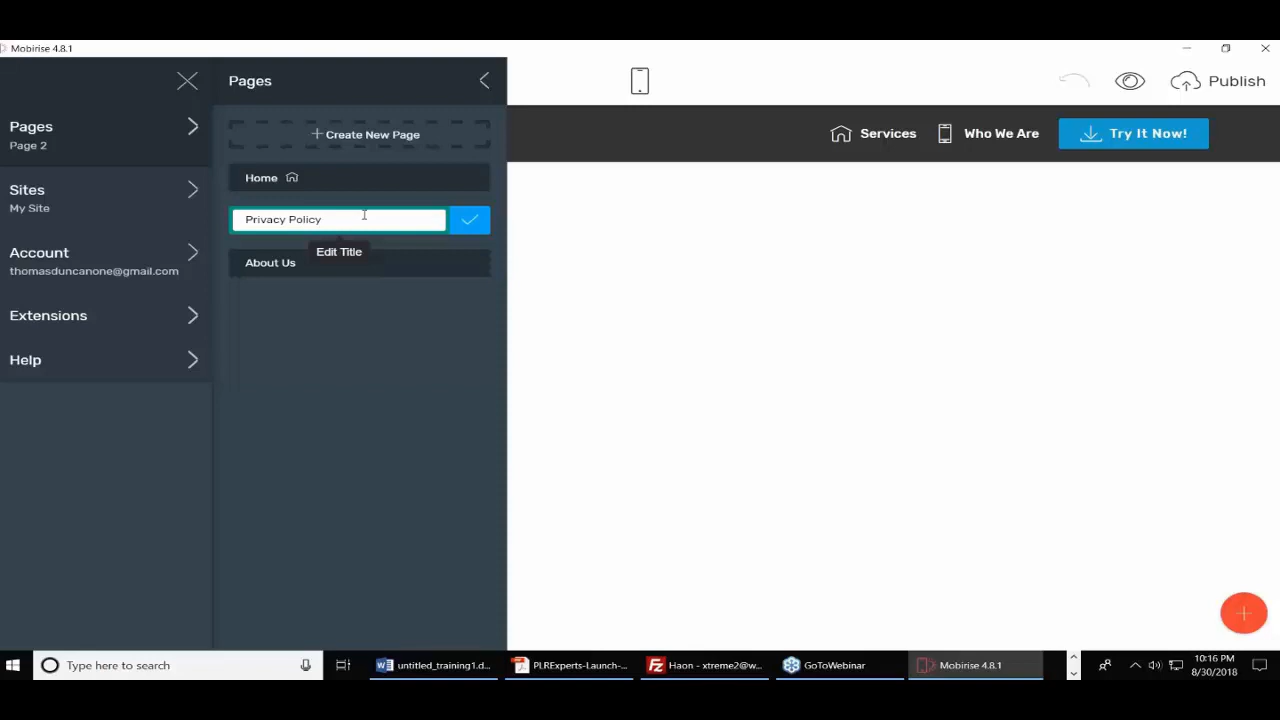 Mobirise 4.8.1
Pages
Publish
Pages
Page 2
Create New Page
Services
Who We Are
Try It Now!
Home
Sites
My Site
Privacy Policy
Edit Title
Account
thomasduncanone@gmail.com
About Us
Extensions
Help
Type here to search
untitled_training1.d...
PLRExperts-Launch-...
Haon - xtreme2@w...
GoToWebinar
Mobirise 4.8.1
10:16 PM
8/30/2018